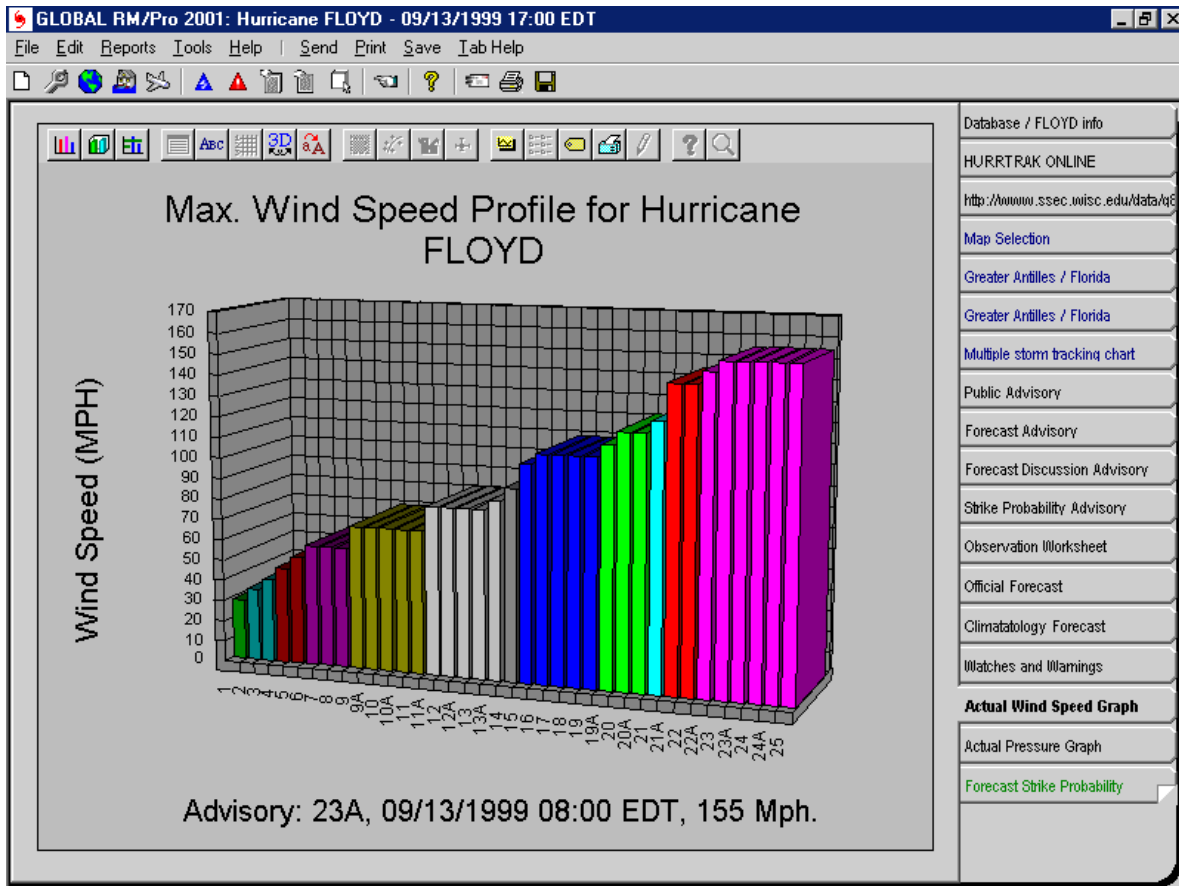 GLOBAL RM/Pro 2001: Hurricane FLOYD - 09/13/1999 17:00 EDT
File Edit Reports Tools Help | Send Print Save Tab Help
ABC 3D
Max. Wind Speed Profile for Hurricane
FLOYD
Wind Speed (MPH)
170
160
150
140
130
120
110
100
90
80
70
60
50
40
30
20
10
0
1 2 3 4 5 6 7 8 9 9A 10 10A 11 11A 12 12A 13 13A 14 15 16 17 18 19 19A 20 20A 21 21A 22 22A 23 23A 24 24A 25
Advisory: 23A, 09/13/1999 08:00 EDT, 155 Mph.
Database / FLOYD info
HURRTRAK ONLINE
http://www.ssec.wisc.edu/data/q8
Map Selection
Greater Antilles / Florida
Greater Antilles / Florida
Multiple storm tracking chart
Public Advisory
Forecast Advisory
Forecast Discussion Advisory
Strike Probability Advisory
Observation Worksheet
Official Forecast
Climatatology Forecast
Watches and Warnings
Actual Wind Speed Graph
Actual Pressure Graph
Forecast Strike Probability